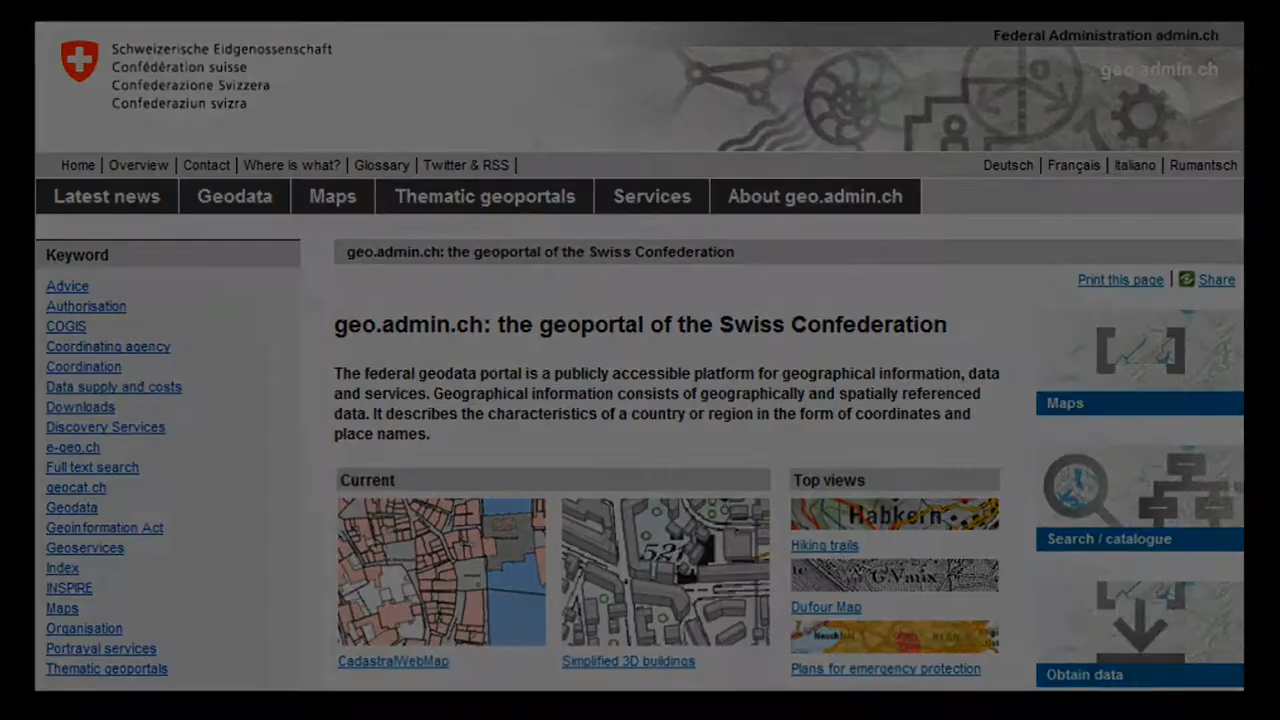 Schweizerische Eidgenossenschaft
Confédération suisse
Confederazione Svizzera
Confederaziun svizra
Federal Administration admin.ch
geo.admin.ch
Home | Overview | Contact | Where is what? | Glossary | Twitter & RSS |
Deutsch | Français | Italiano | Rumantsch
Latest news
Geodata
Maps
Thematic geoportals
Services
About geo.admin.ch
Keyword
Advice
Authorisation
COGIS
Coordinating agency
Coordination
Data supply and costs
Downloads
Discovery Services
e-geo.ch
Full text search
geocat.ch
Geodata
Geoinformation Act
Geoservices
Index
INSPIRE
Maps
Organisation
Portrayal services
Thematic geoportals
geo.admin.ch: the geoportal of the Swiss Confederation
Print this page | Share
geo.admin.ch: the geoportal of the Swiss Confederation
The federal geodata portal is a publicly accessible platform for geographical information, data
and services. Geographical information consists of geographically and spatially referenced
data. It describes the characteristics of a country or region in the form of coordinates and
place names.
Current
CadastralWebMap
Simplified 3D buildings
Top views
Habkern
Hiking trails
G. Vaux
Dufour Map
Plans for emergency protection
Maps
Search / catalogue
Obtain data